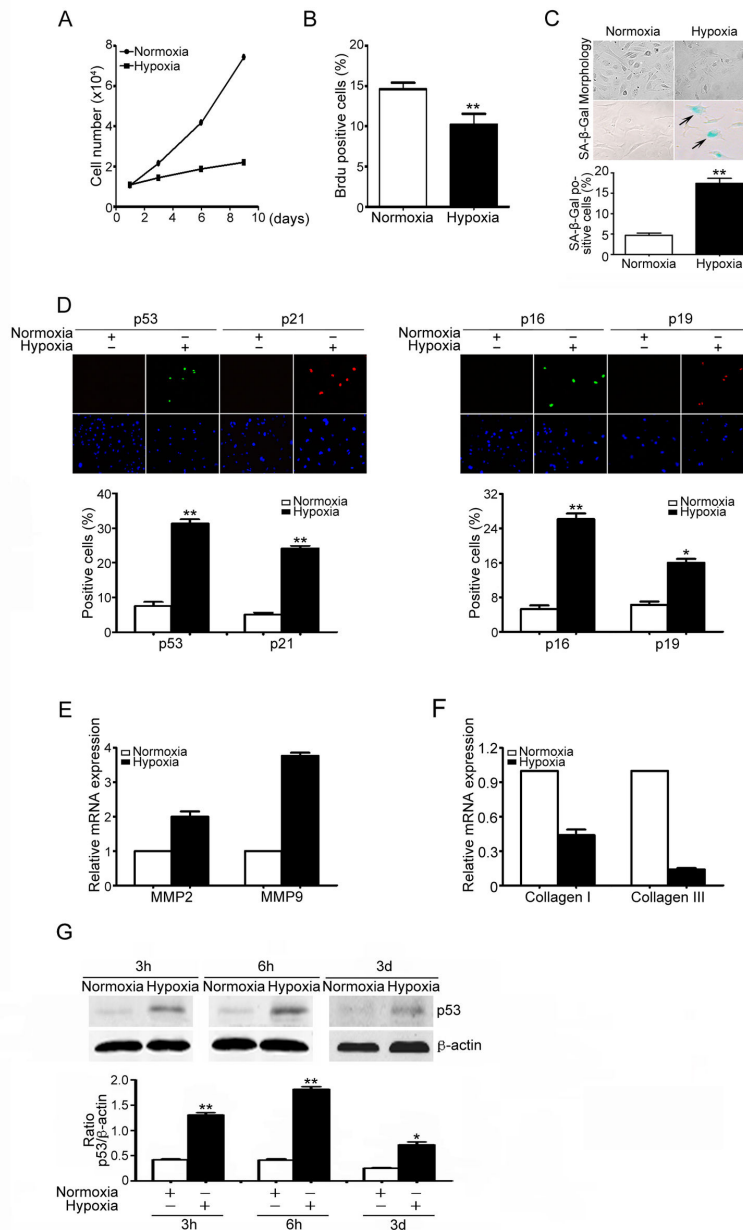 A
Cell number (x10⁴)
8
6
4
2
0
Normoxia
Hypoxia
0 2 4 6 8 10 (days)
B
Brdu positive cells (%)
20
15
10
5
0
**
Normoxia Hypoxia
C
Normoxia Hypoxia
SA-β-Gal Morphology
SA-β-Gal po-
sitive cells (%)
20
15
10
5
0
**
Normoxia Hypoxia
D
p53 p21
Normoxia + − + −
Hypoxia − + − +
p16 p19
Normoxia + − + −
Hypoxia − + − +
Positive cells (%)
40
30
20
10
0
Normoxia
Hypoxia
**
**
p53 p21
Positive cells (%)
26
24
18
12
6
0
Normoxia
Hypoxia
**
*
p16 p19
E
Relative mRNA expression
4
3
2
1
0
Normoxia
Hypoxia
MMP2 MMP9
F
Relative mRNA expression
1.2
0.9
0.6
0.3
0
Normoxia
Hypoxia
Collagen I Collagen III
G
3h 6h 3d
Normoxia Hypoxia Normoxia Hypoxia Normoxia Hypoxia
p53
β-actin
Ratio
p53/β-actin
2.0
1.5
1.0
0.5
0
**
**
*
Normoxia + − + − + −
Hypoxia − + − + − +
3h 6h 3d